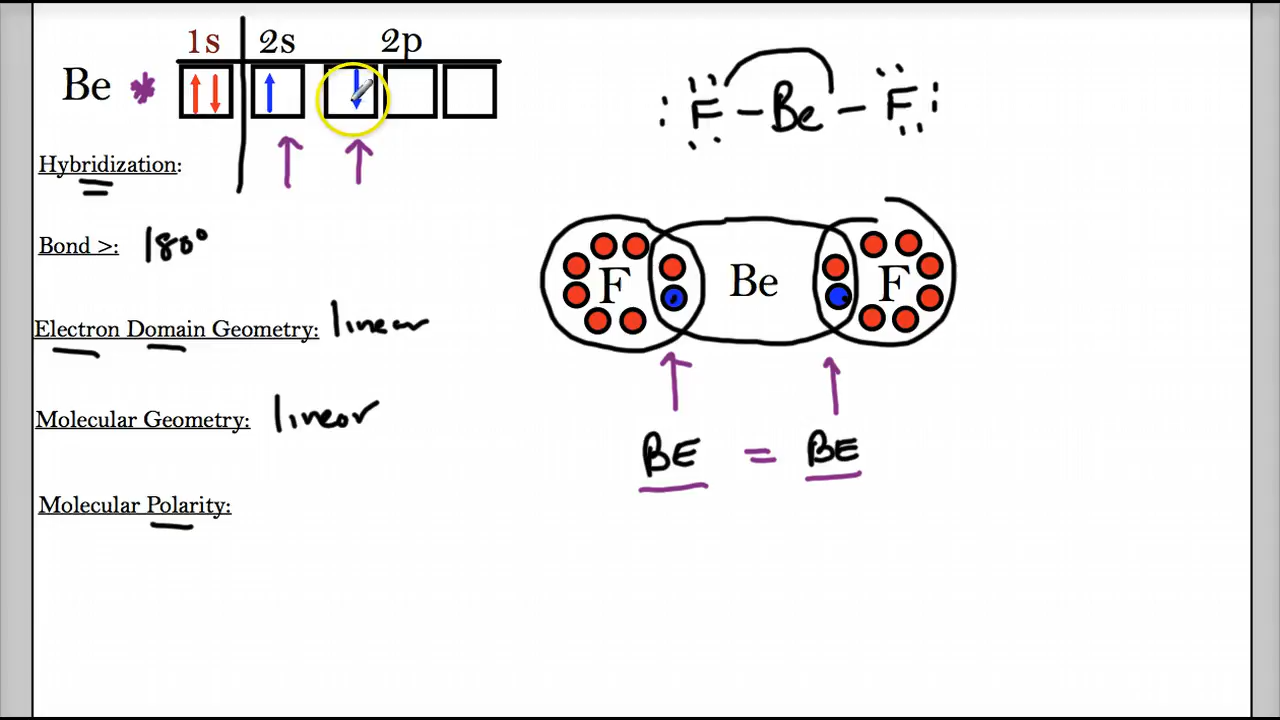 1s 2s 2p
Be *
Hybridization:
Bond >: 180°
Electron Domain Geometry: linear
Molecular Geometry: linear
Molecular Polarity:
F - Be - F
F Be F
BE = BE